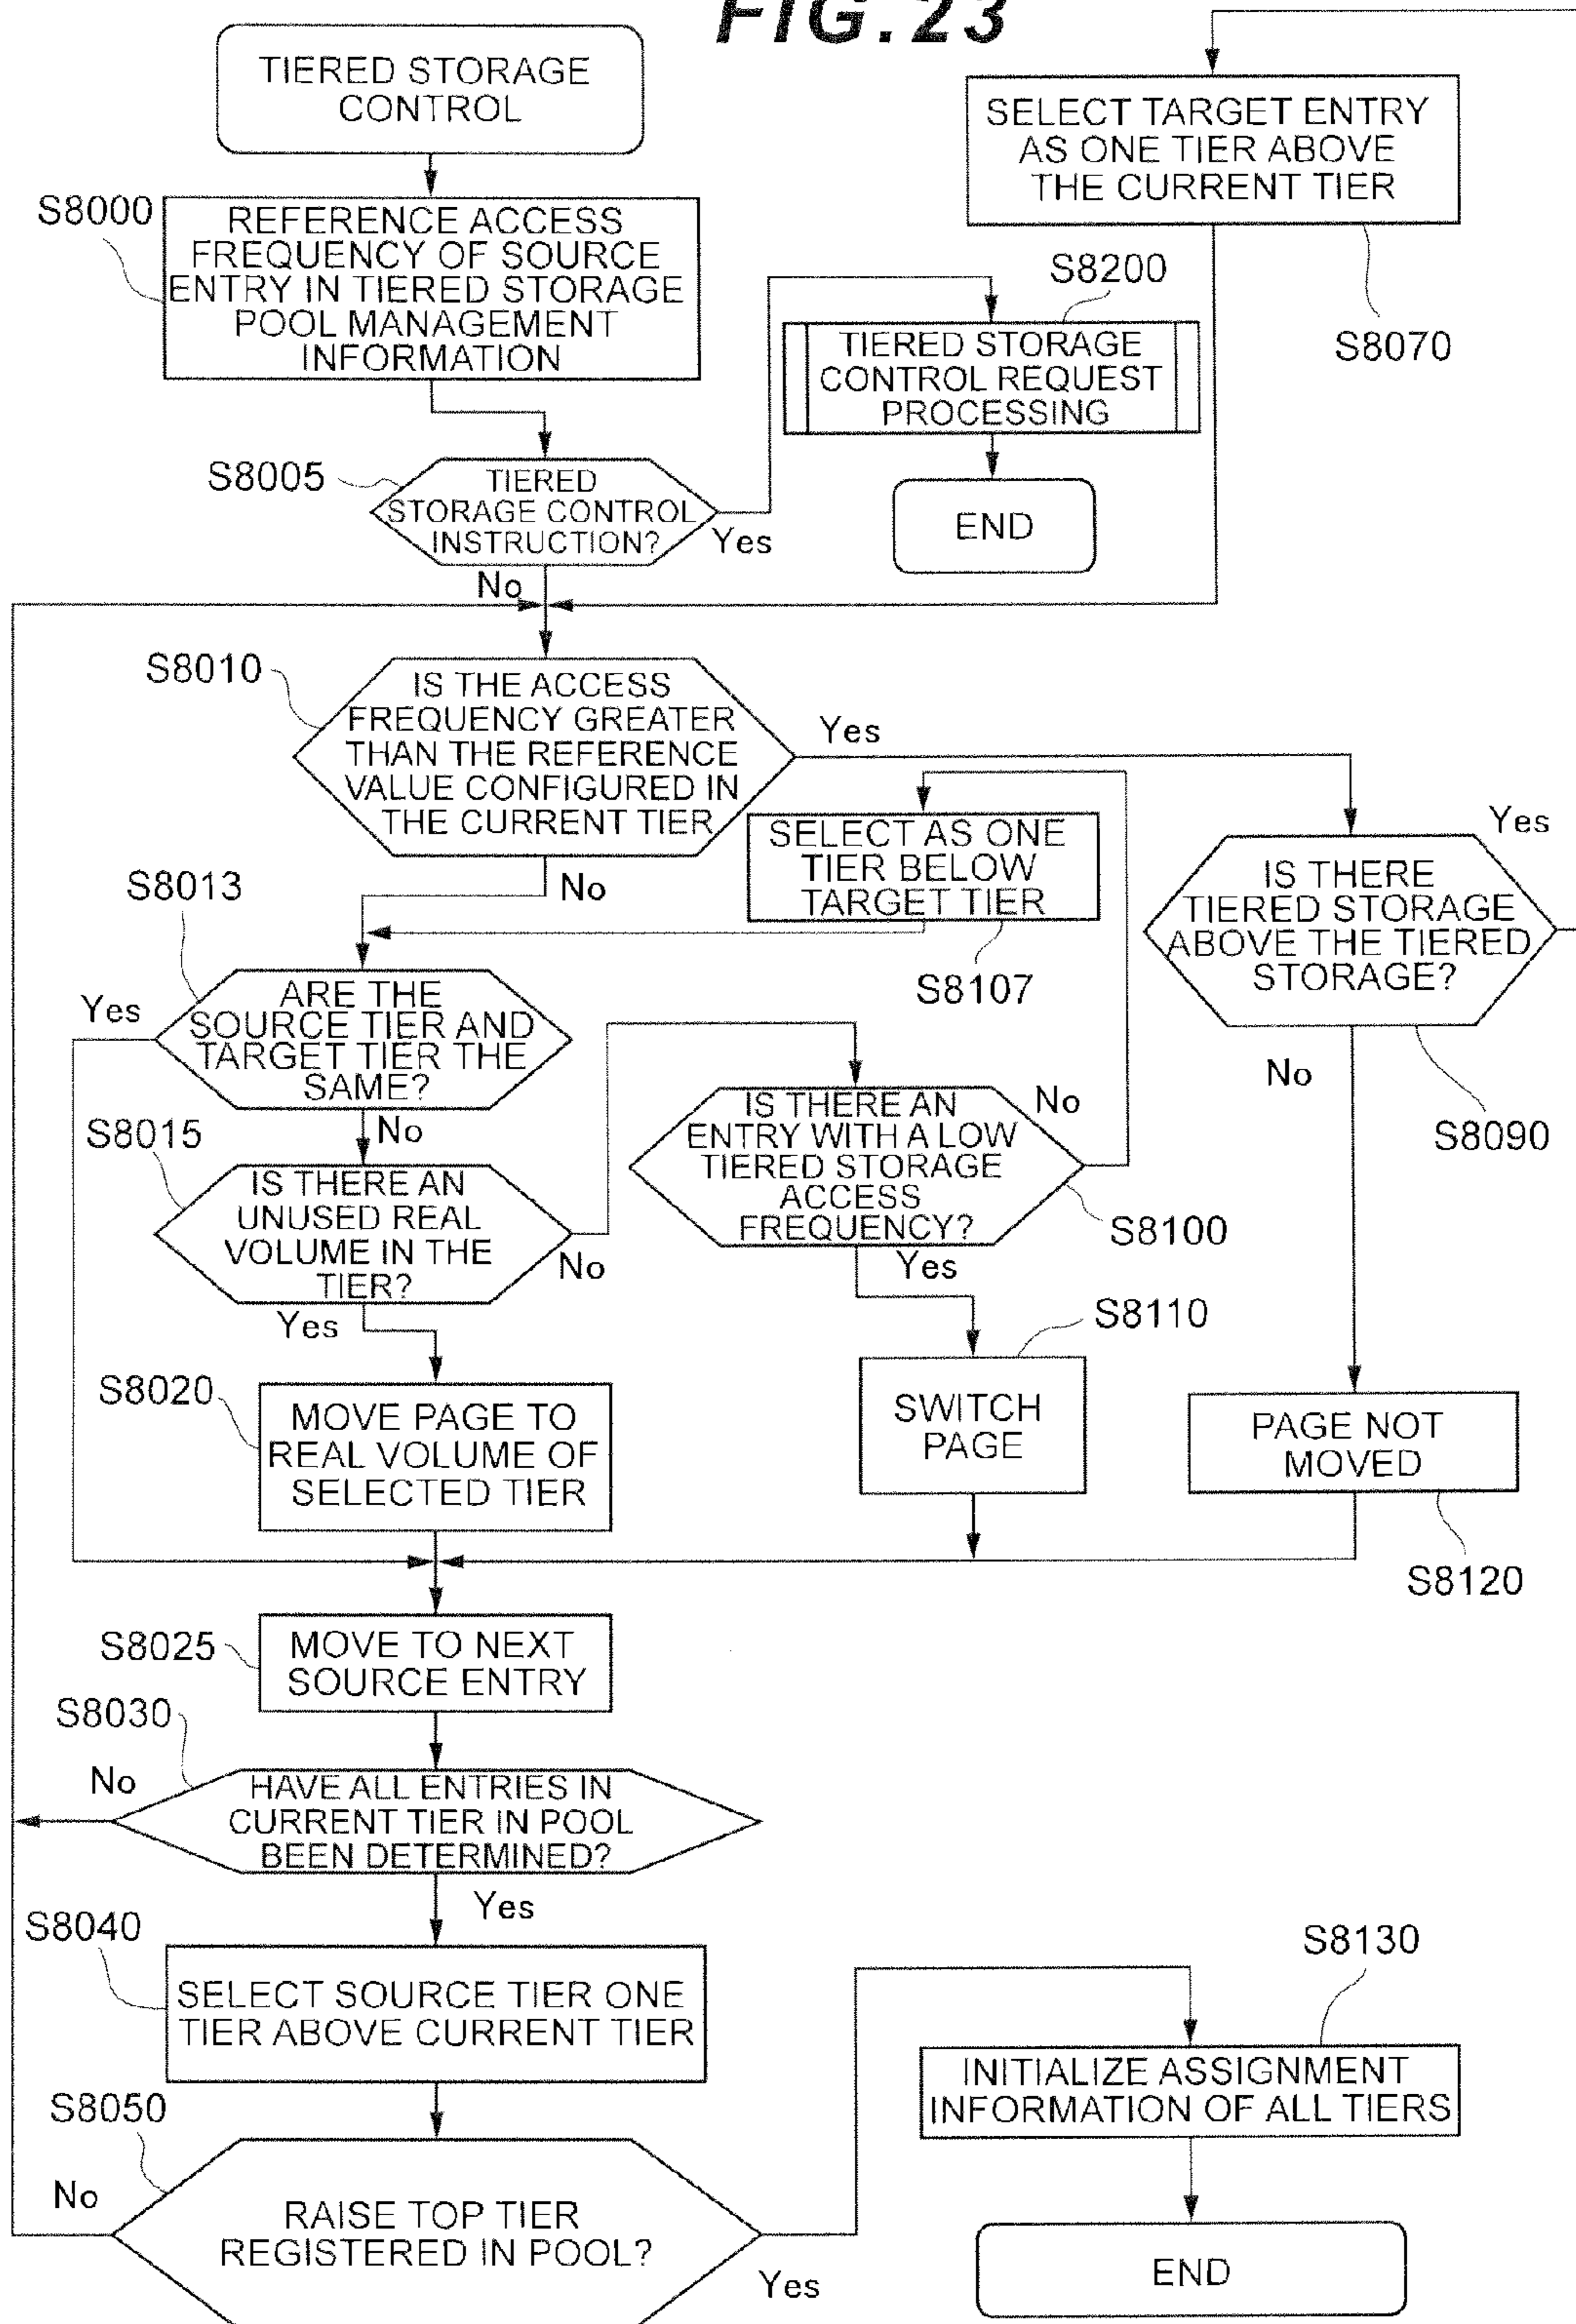 FIG. 23
TIERED STORAGE
CONTROL
S8000
REFERENCE ACCESS
FREQUENCY OF SOURCE
ENTRY IN TIERED STORAGE
POOL MANAGEMENT
INFORMATION
SELECT TARGET ENTRY
AS ONE TIER ABOVE
THE CURRENT TIER
S8070
S8200
TIERED STORAGE
CONTROL REQUEST
PROCESSING
END
S8005
TIERED
STORAGE CONTROL
INSTRUCTION?
Yes
No
S8010
IS THE ACCESS
FREQUENCY GREATER
THAN THE REFERENCE
VALUE CONFIGURED IN
THE CURRENT TIER
Yes
No
SELECT AS ONE
TIER BELOW
TARGET TIER
S8107
Yes
IS THERE
TIERED STORAGE
ABOVE THE TIERED
STORAGE?
No
S8090
S8013
Yes
ARE THE
SOURCE TIER AND
TARGET TIER THE
SAME?
No
S8015
IS THERE AN
UNUSED REAL
VOLUME IN THE
TIER?
No
Yes
IS THERE AN
ENTRY WITH A LOW
TIERED STORAGE
ACCESS
FREQUENCY?
No
S8100
Yes
S8110
SWITCH
PAGE
PAGE NOT
MOVED
S8120
S8020
MOVE PAGE TO
REAL VOLUME OF
SELECTED TIER
S8025
MOVE TO NEXT
SOURCE ENTRY
S8030
No
HAVE ALL ENTRIES IN
CURRENT TIER IN POOL
BEEN DETERMINED?
Yes
S8040
SELECT SOURCE TIER ONE
TIER ABOVE CURRENT TIER
S8050
No
RAISE TOP TIER
REGISTERED IN POOL?
Yes
S8130
INITIALIZE ASSIGNMENT
INFORMATION OF ALL TIERS
END